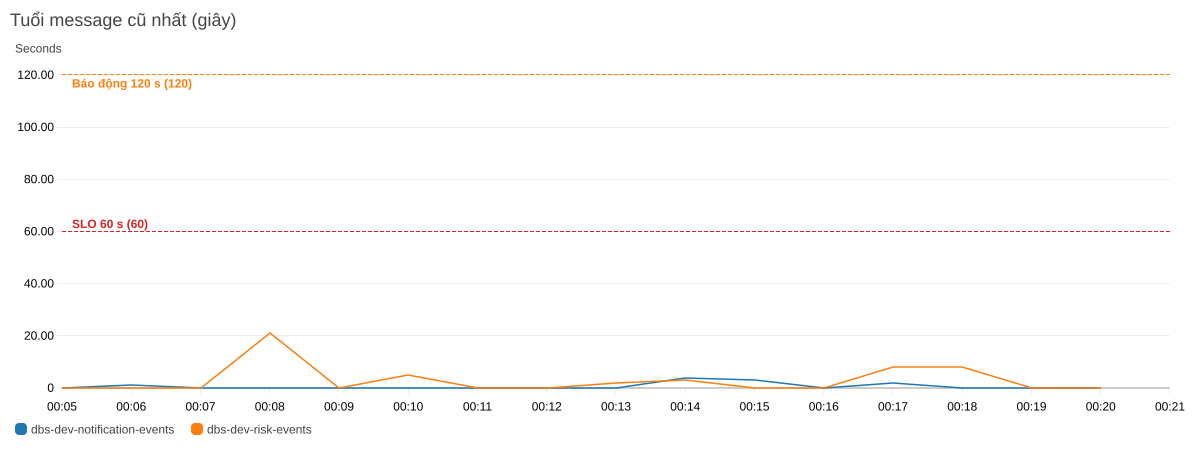 Tuổi message cũ nhất (giây)
Seconds
120.00
Báo động 120 s (120)
100.00
80.00
SLO 60 s (60)
60.00
40.00
20.00
0
00:05 00:06 00:07 00:08 00:09 00:10 00:11 00:12 00:13 00:14 00:15 00:16 00:17 00:18 00:19 00:20 00:21
dbs-dev-notification-events dbs-dev-risk-events